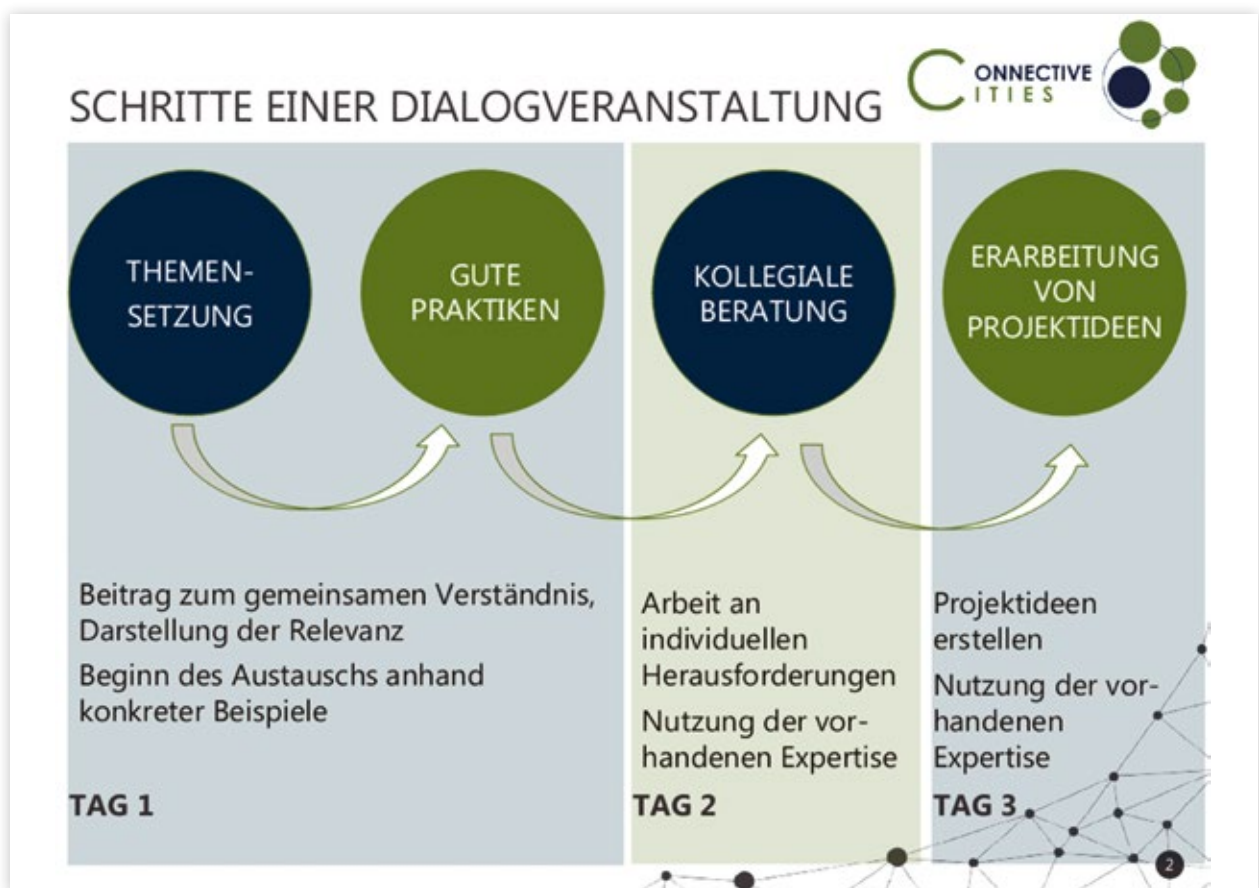 CONNECTIVE
CITIES
SCHRITTE EINER DIALOGVERANSTALTUNG
THEMEN-
SETZUNG
GUTE
PRAKTIKEN
KOLLEGIALE
BERATUNG
ERARBEITUNG
VON
PROJEKTIDEEN
Beitrag zum gemeinsamen Verständnis,
Darstellung der Relevanz
Beginn des Austauschs anhand
konkreter Beispiele
TAG 1
Arbeit an
individuellen
Herausforderungen
Nutzung der vor-
handenen Expertise
TAG 2
Projektideen
erstellen
Nutzung der vor-
handenen
Expertise
TAG 3
2